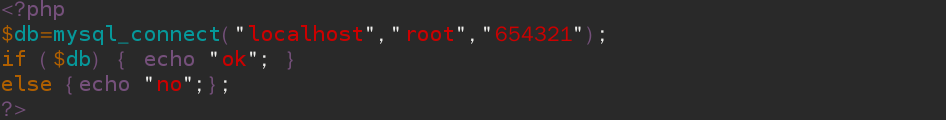 <?php
$db=mysql_connect("localhost","root","654321");
if ($db) { echo "ok"; }
else {echo "no";};
?>